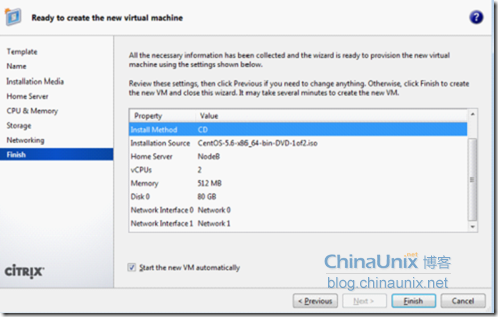 Ready to create the new virtual machine
Template
Name
Installation Media
Home Server
CPU & Memory
Storage
Networking
Finish
CITRIX
All the necessary information has been collected and the wizard is ready to provision the new virtual
machine using the settings shown below.
Review these settings, then click Previous if you need to change anything. Otherwise, click Finish to create
the new VM and close this wizard. It may take several minutes to create the new VM.
Property Value
Install Method CD
Installation Source CentOS-5.6-x86_64-bin-DVD-1of2.iso
Home Server NodeB
vCPUs 2
Memory 512 MB
Disk 0 80 GB
Network Interface 0 Network 0
Network Interface 1 Network 1
Start the new VM automatically
ChinaUnix.net 博客
blog.chinaunix.net
< Previous Next > Finish Cancel